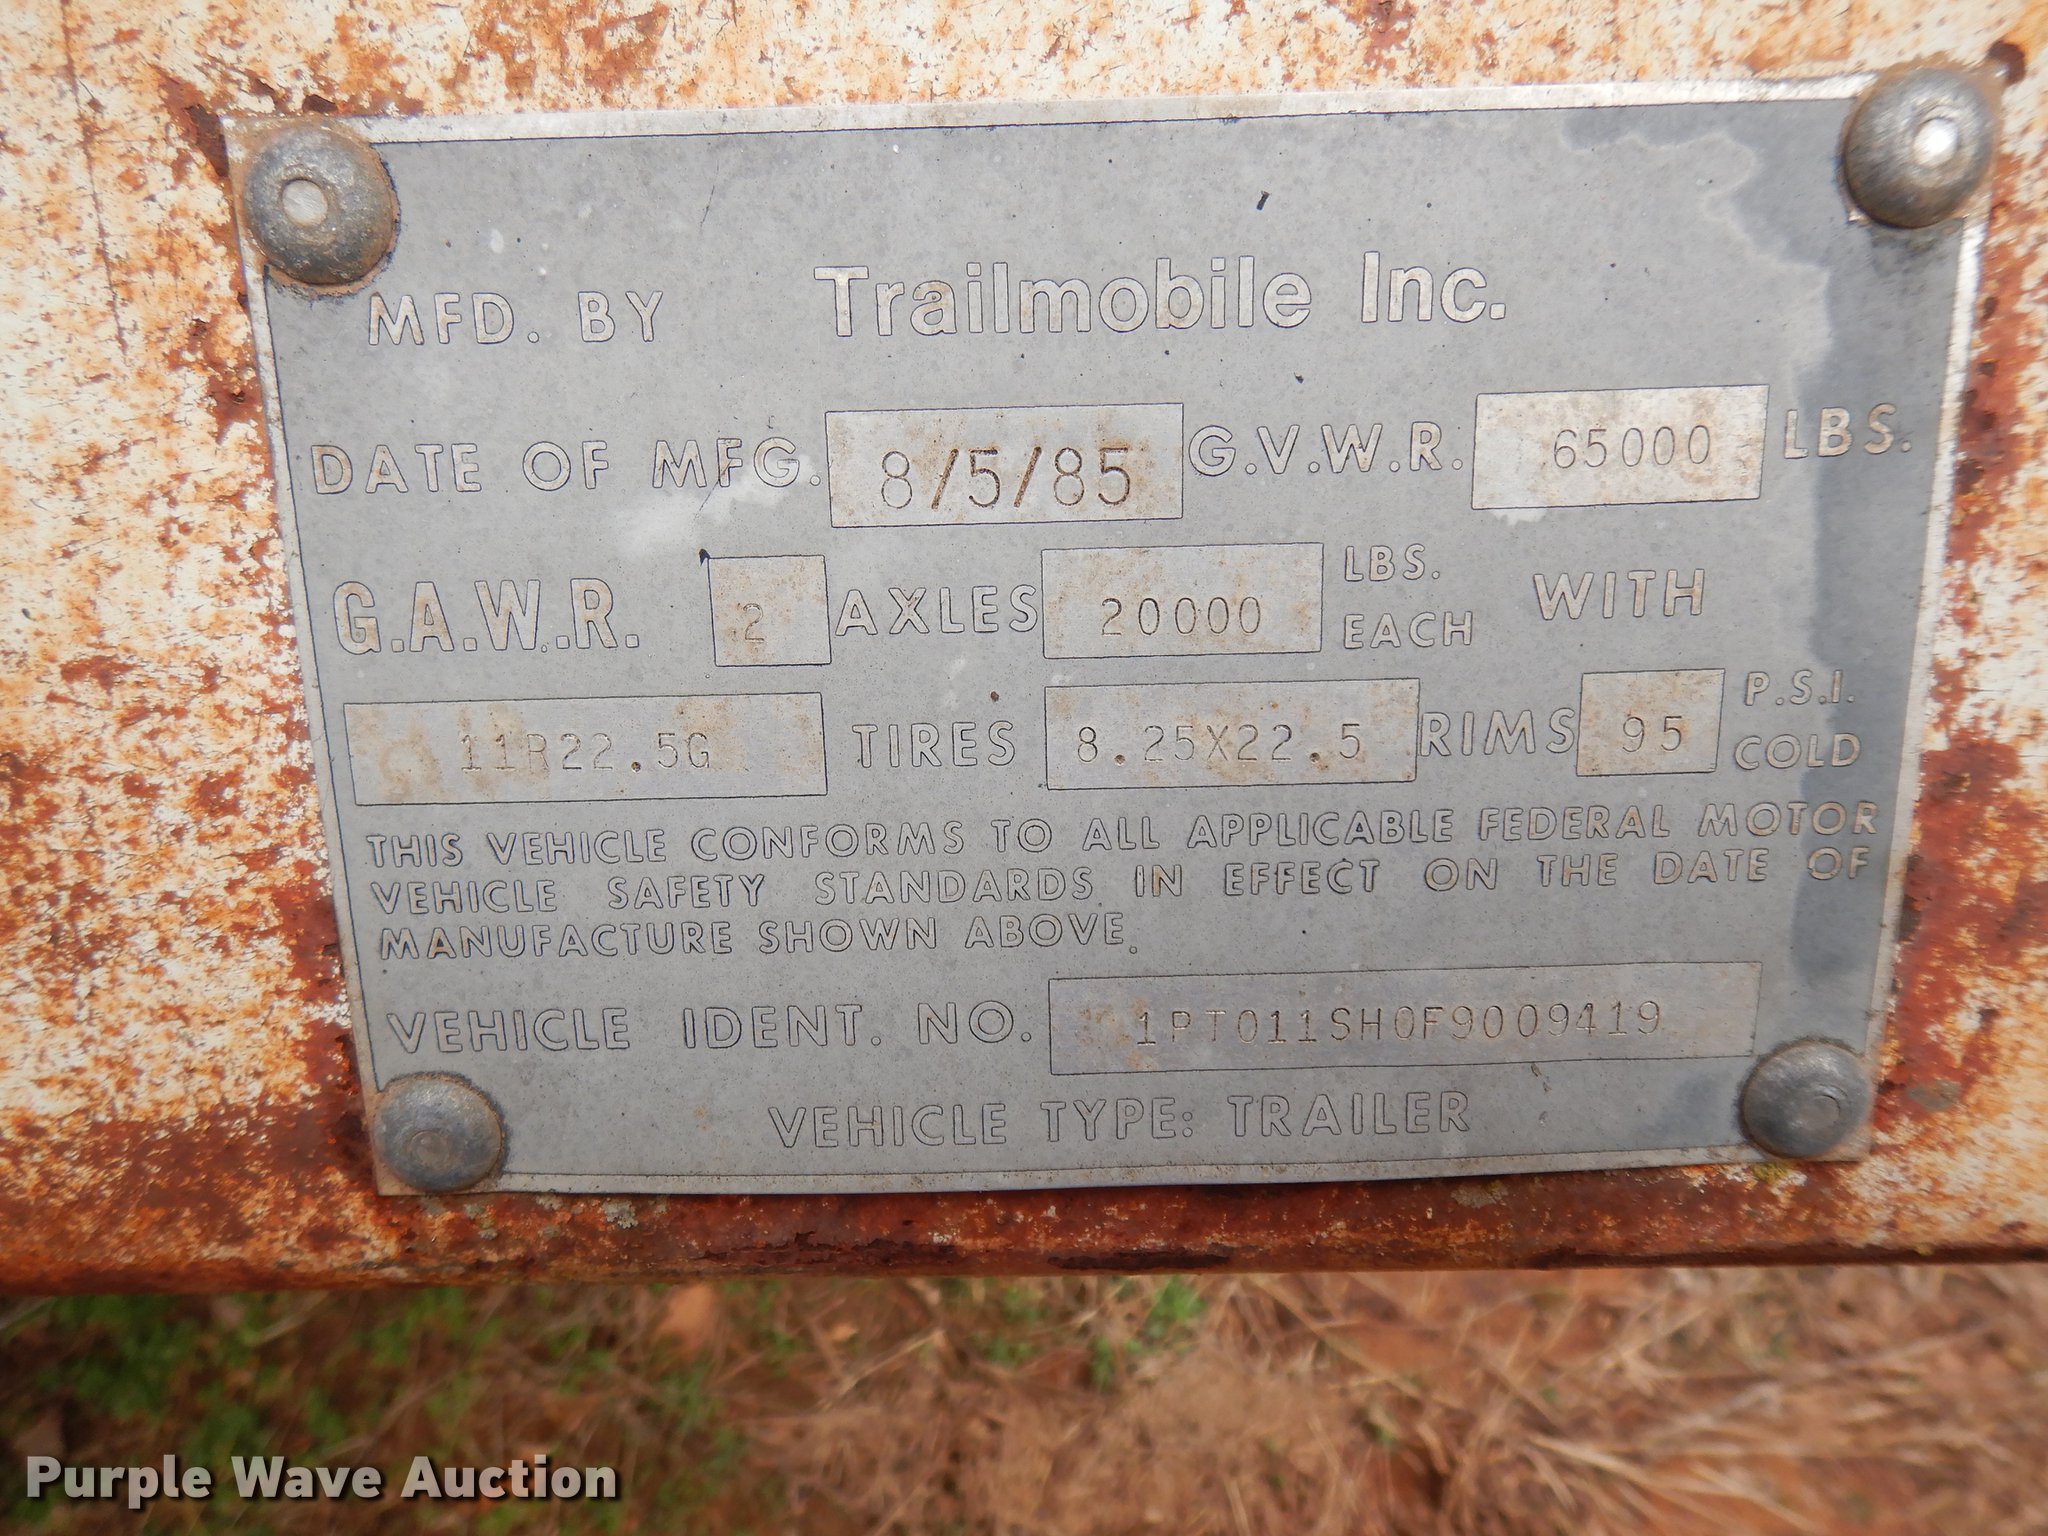 MFD. BY Trailmobile Inc.
DATE OF MFG. 8/5/85 G.V.W.R. 65000 LBS.
G.A.W.R. 2 AXLES 20000 LBS. EACH WITH
11R22.5G TIRES 8.25X22.5 RIMS 95 P.S.I. COLD
THIS VEHICLE CONFORMS TO ALL APPLICABLE FEDERAL MOTOR
VEHICLE SAFETY STANDARDS IN EFFECT ON THE DATE OF
MANUFACTURE SHOWN ABOVE.
VEHICLE IDENT. NO. 1PT011SH0F9009419
VEHICLE TYPE: TRAILER
Purple Wave Auction